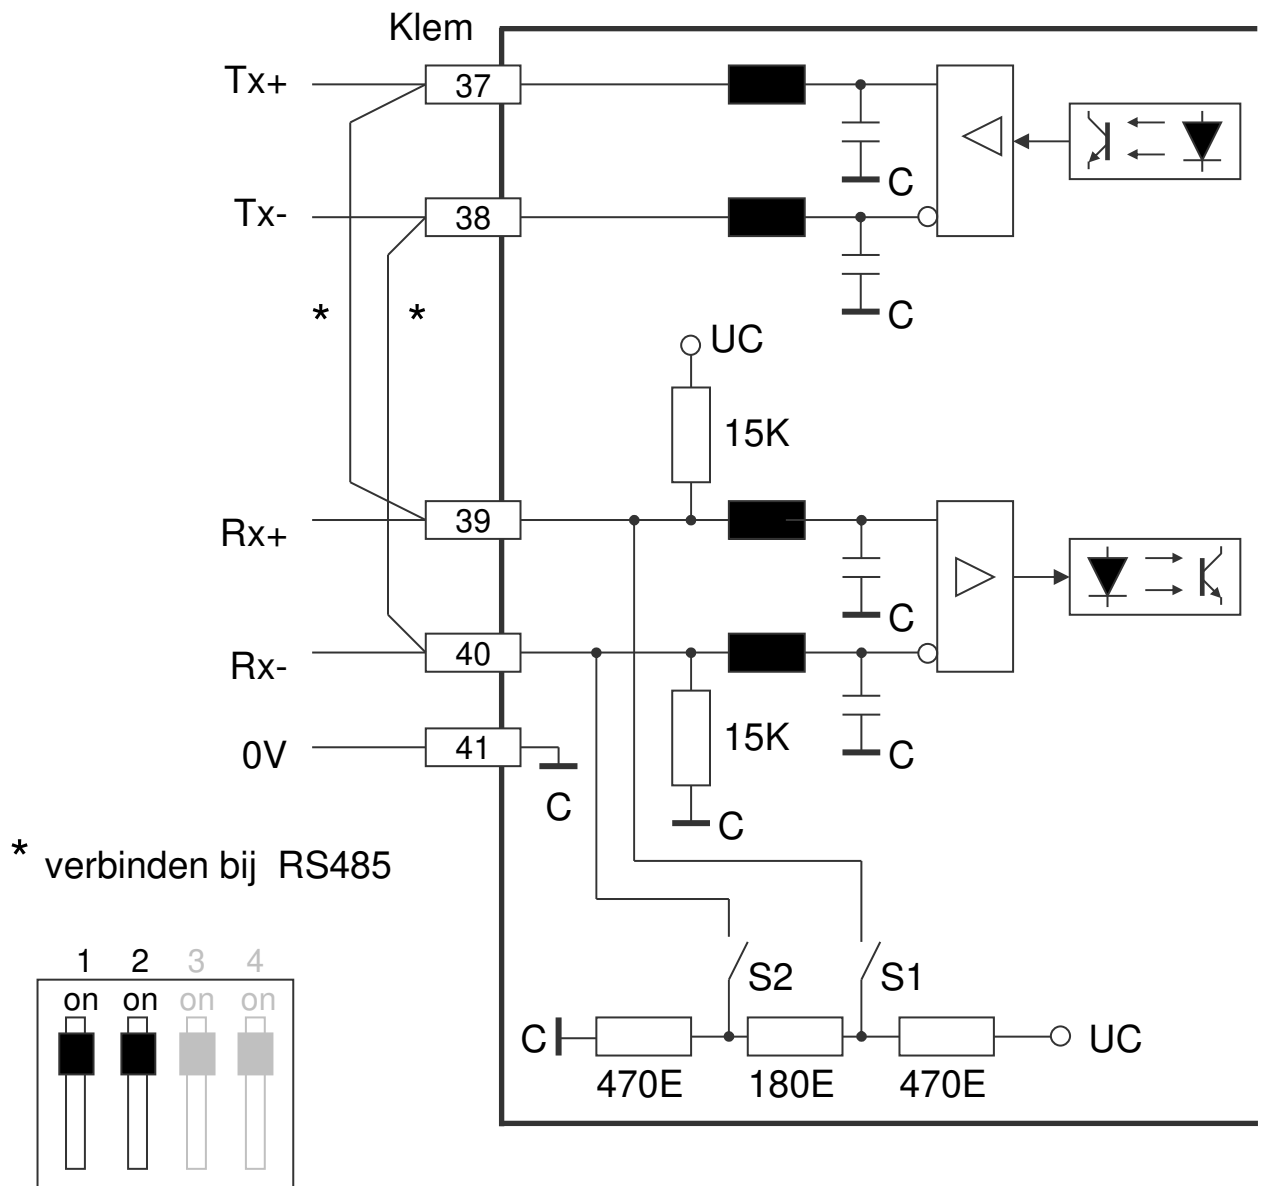 Klem
Tx+
37
C
Tx-
38
C
*
*
UC
15K
Rx+
39
C
Rx-
40
15K
C
0V
41
C
C
* verbinden bij RS485
1 2 3 4
on on on on
S2
S1
C
UC
470E
180E
470E